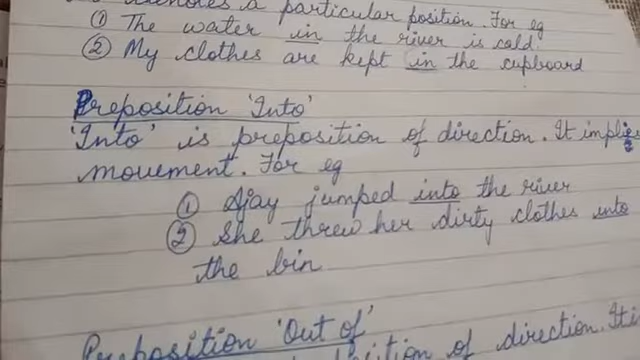 a particular position. For eg
① The water in the river is cold.
② My clothes are kept in the cupboard
Preposition 'Into'
'Into' is preposition of direction. It implies
movement. For eg
① Ajay jumped into the river
② She threw her dirty clothes into
the bin
Preposition 'Out of'
of direction. It